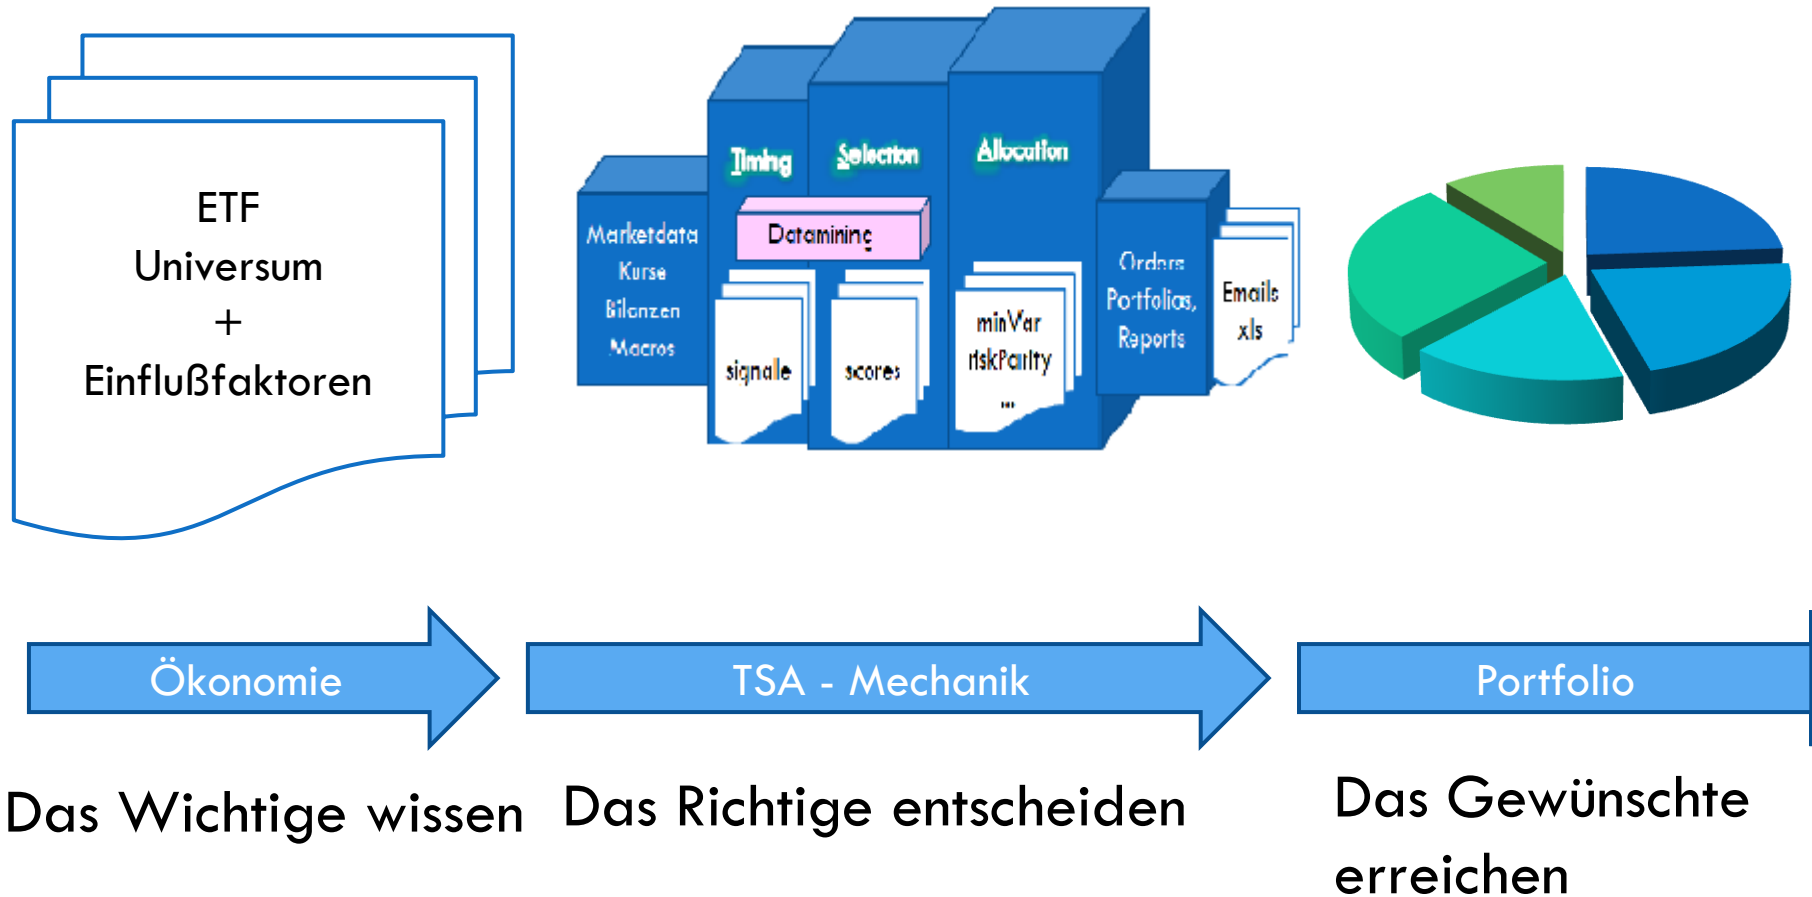 ETF
Universum
+
Einflußfaktoren
Timing
Selection
Allocation
Marketdata
Kurse
Bilanzen
Macros
Datamining
signalle
scores
minVar
riskParity
...
Orders
Portfolios,
Reports
Emails
xls
Ökonomie
TSA - Mechanik
Portfolio
Das Wichtige wissen
Das Richtige entscheiden
Das Gewünschte
erreichen